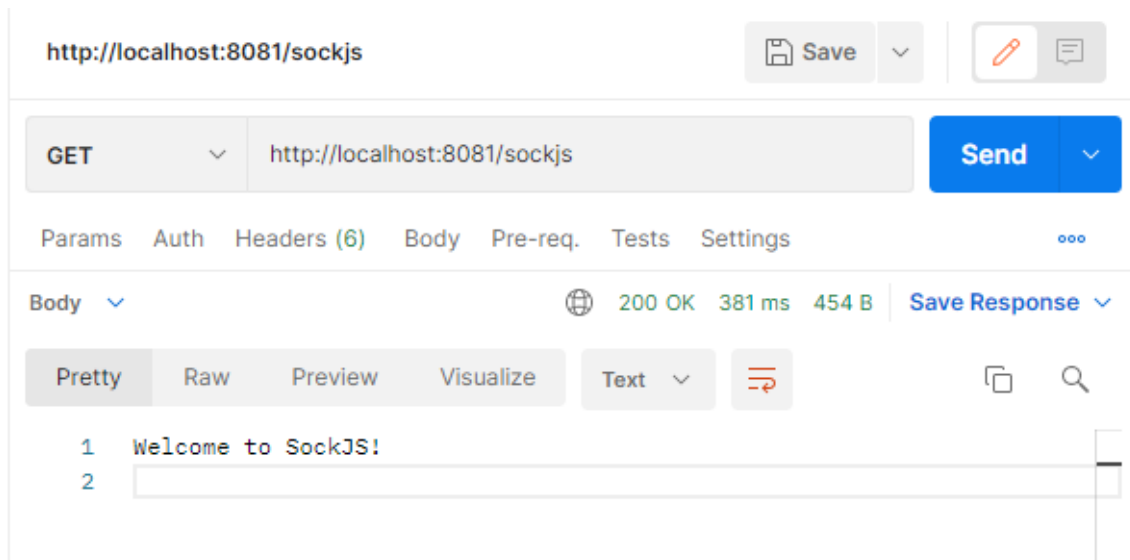 http://localhost:8081/sockjs Save
GET http://localhost:8081/sockjs Send
Params Auth Headers (6) Body Pre-req. Tests Settings
Body 200 OK 381 ms 454 B Save Response
Pretty Raw Preview Visualize Text
1 Welcome to SockJS!
2